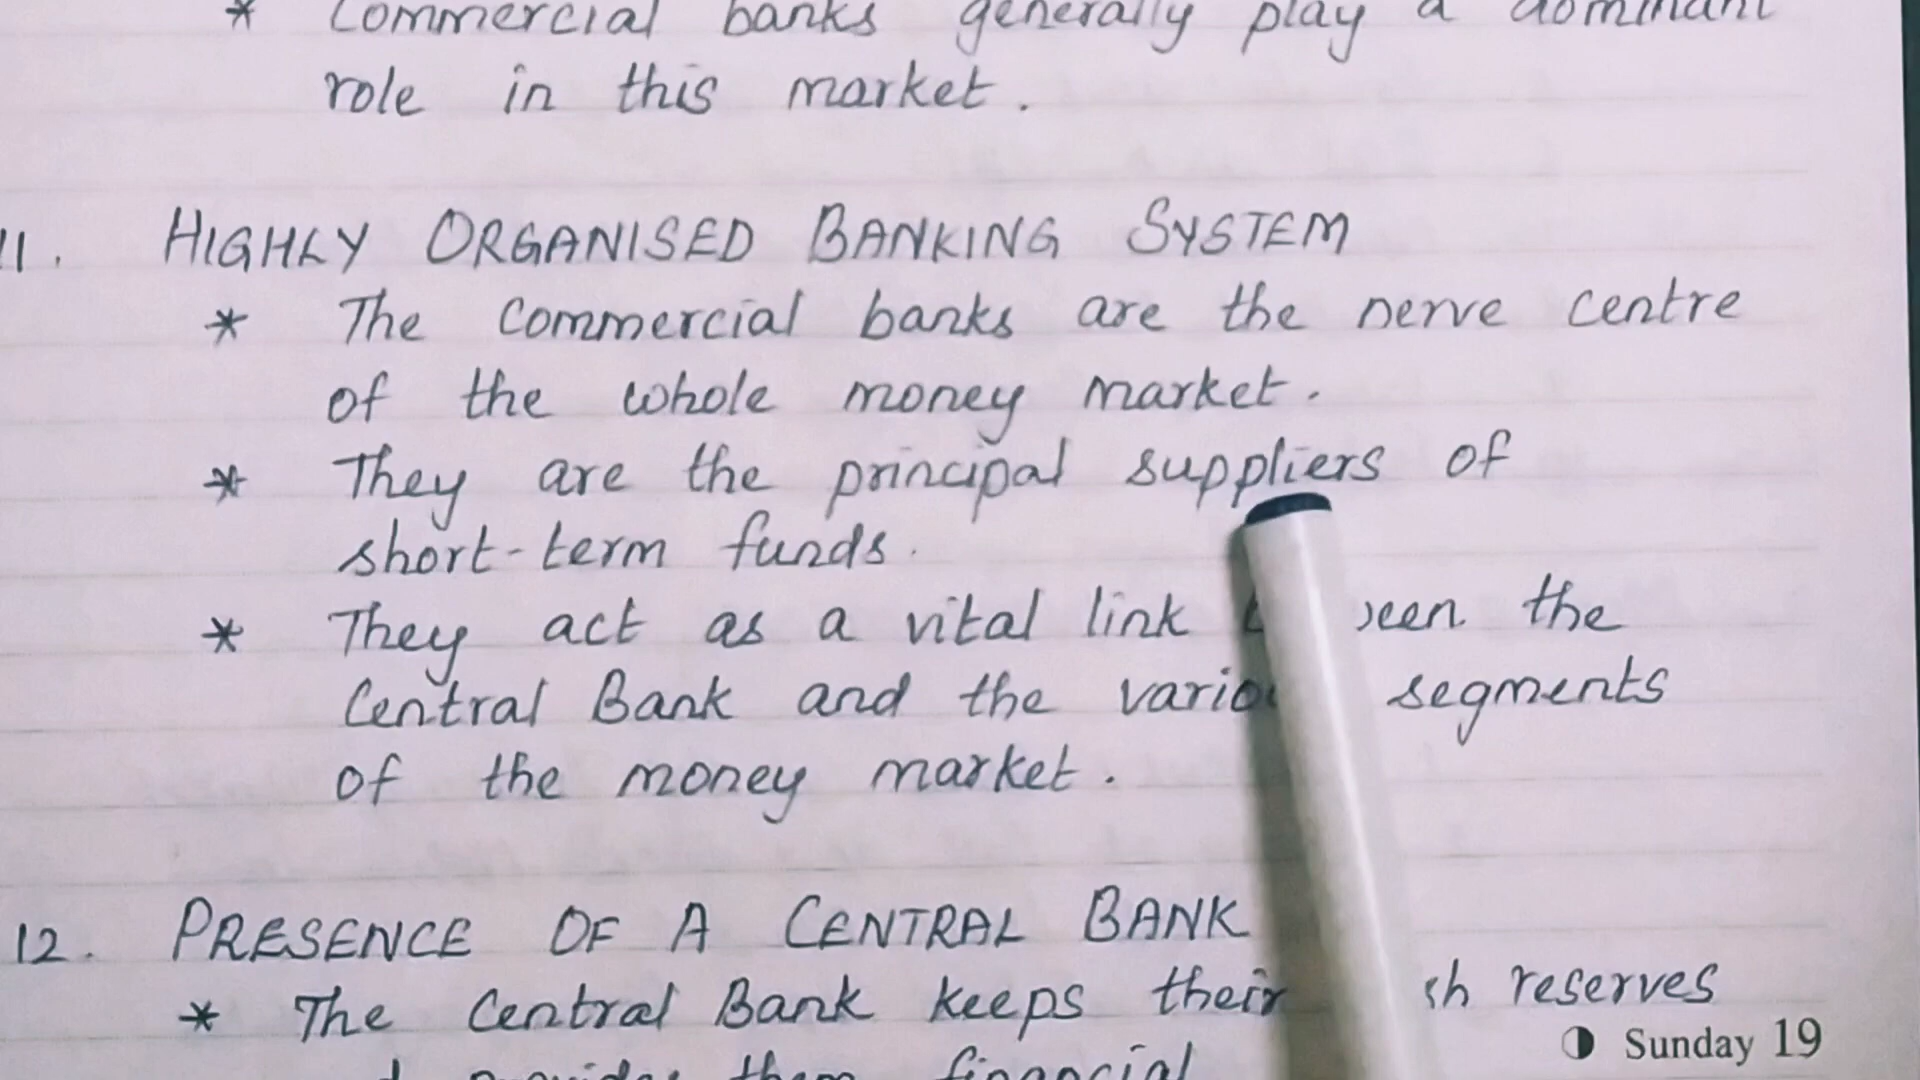 * Commercial banks generally play a dominant
role in this market.
11. HIGHLY ORGANISED BANKING SYSTEM
* The Commercial banks are the nerve centre
of the whole money market.
* They are the principal suppliers of
short-term funds.
* They act as a vital link the
Central Bank and the segments
of the money market.
12. PRESENCE OF A CENTRAL BANK
* The Central Bank keeps their reserves
them financial
Sunday 19